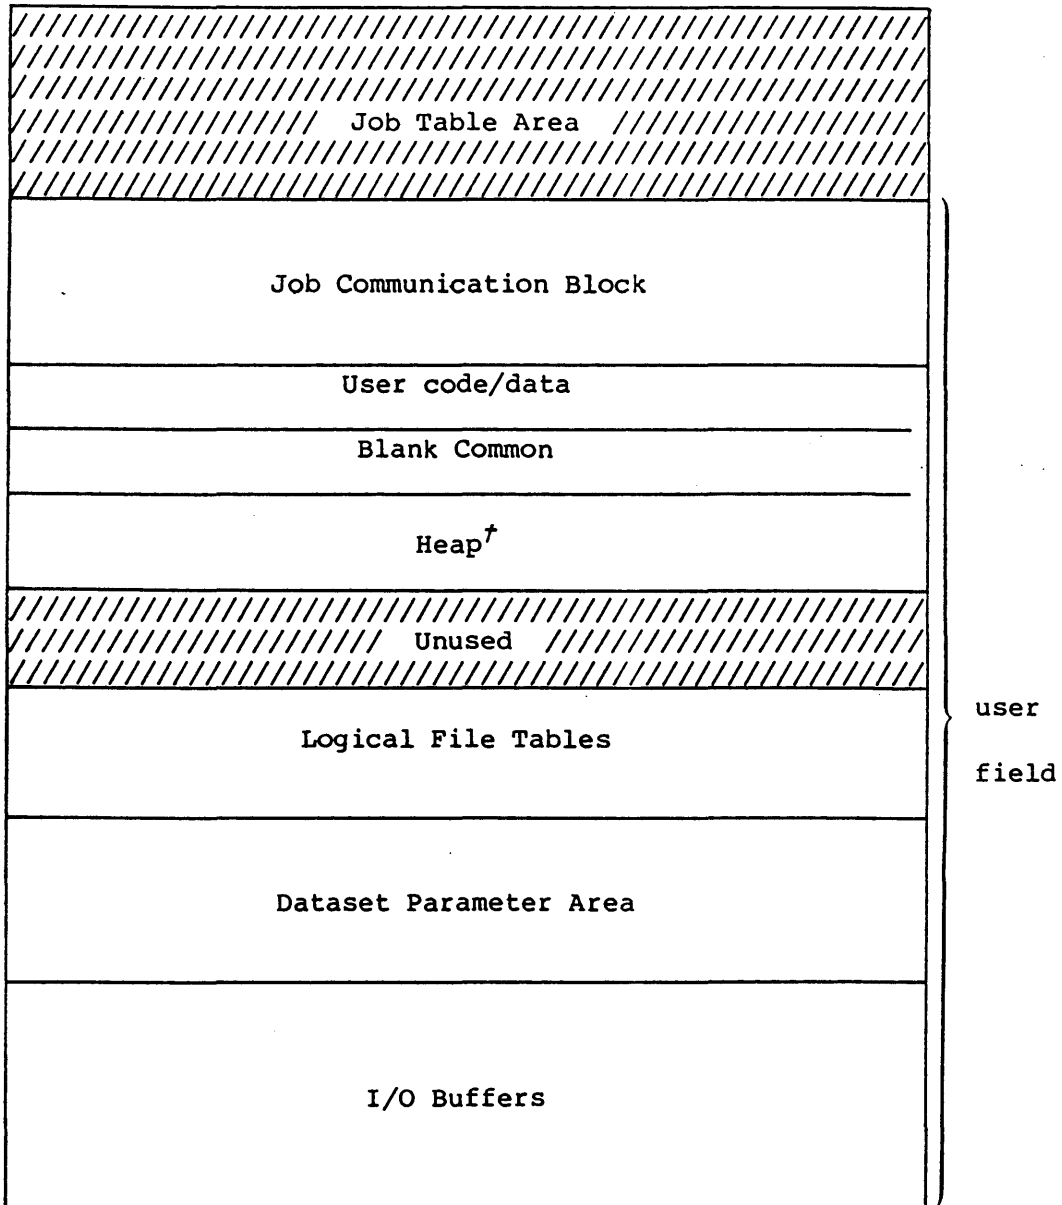 Job Table Area
Job Communication Block
User code/data
Blank Common
Heap†
Unused
Logical File Tables
user
field
Dataset Parameter Area
I/O Buffers